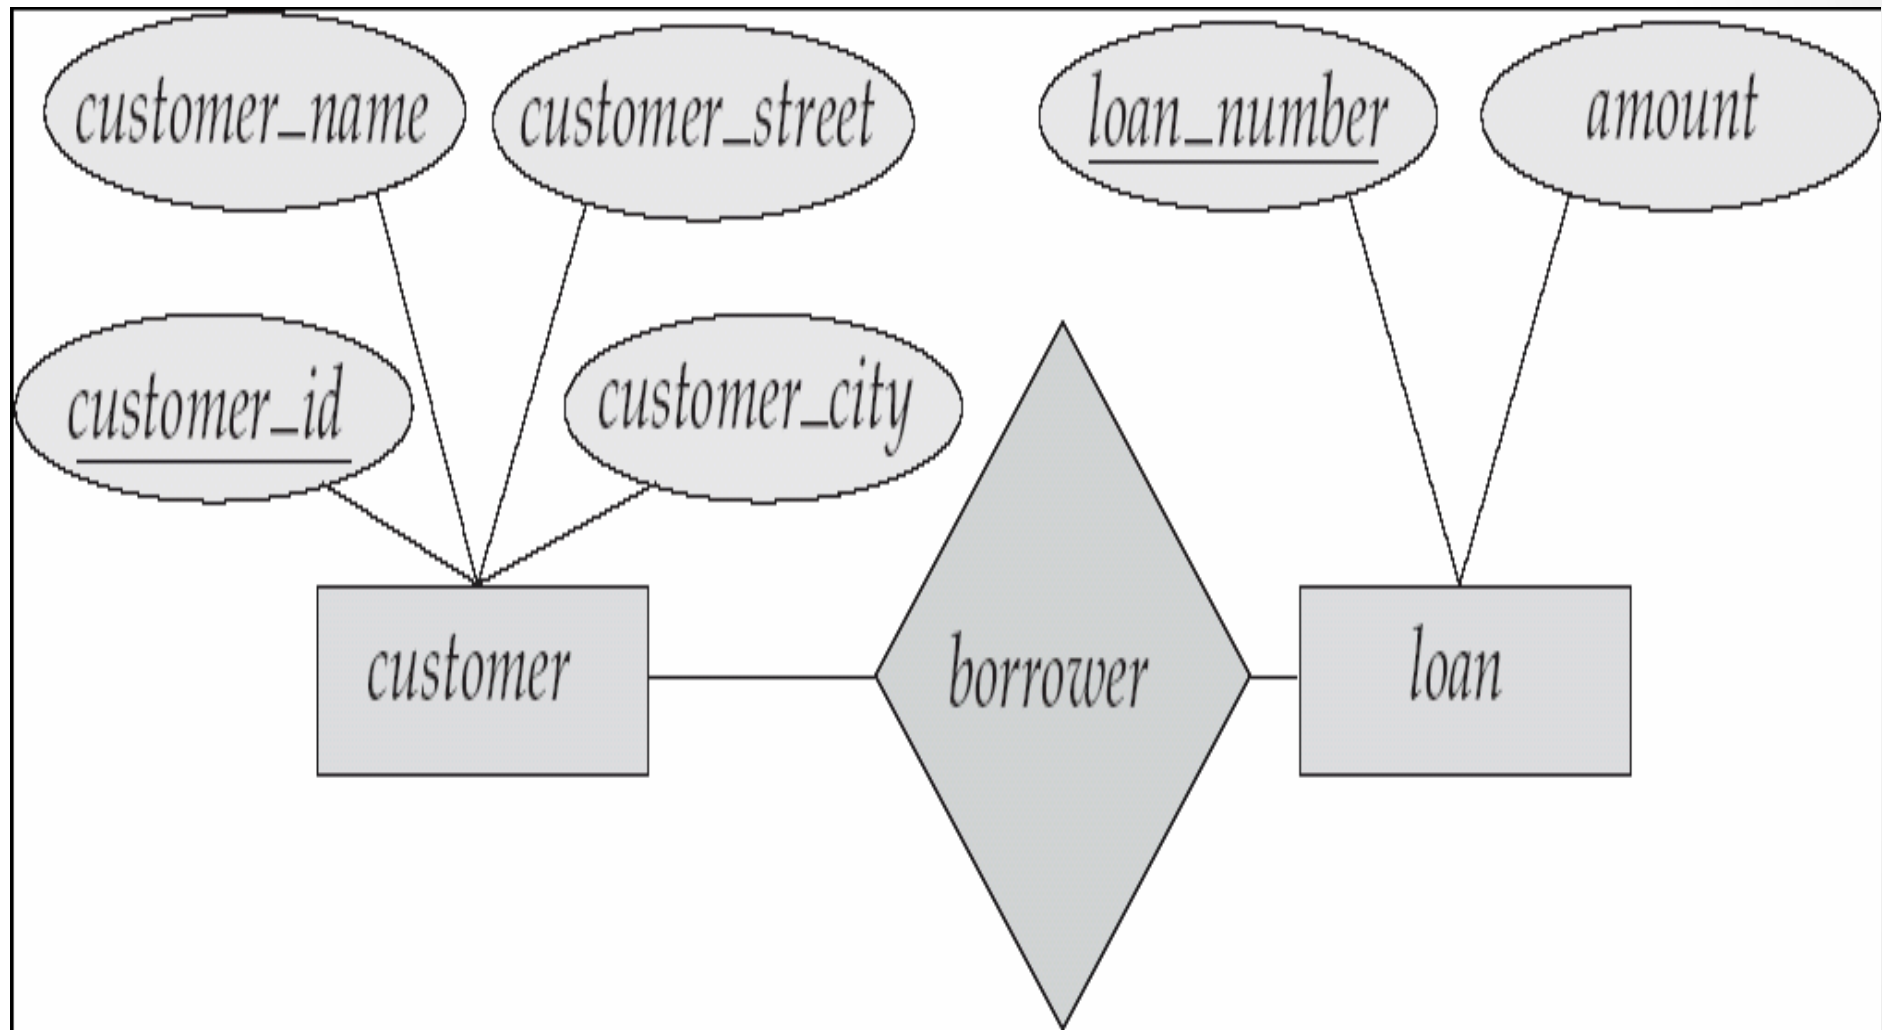 customer_name
customer_street
loan_number
amount
customer_id
customer_city
customer
borrower
loan